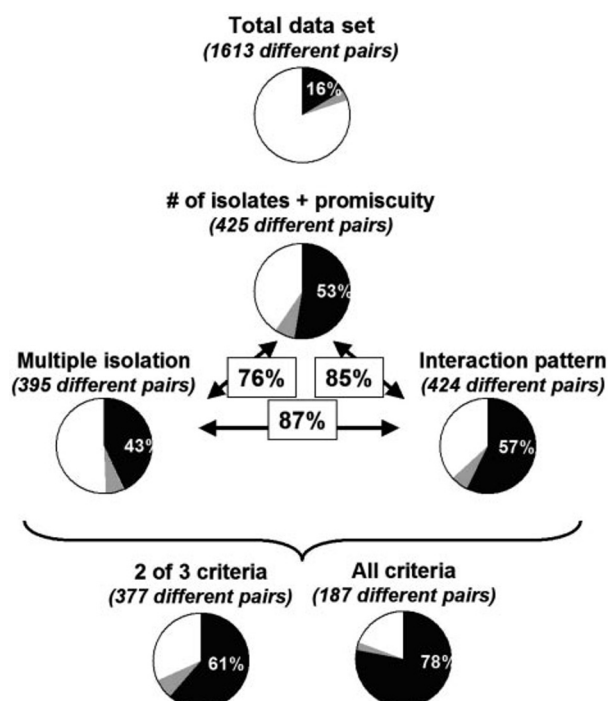 Total data set
(1613 different pairs)
16%
# of isolates + promiscuity
(425 different pairs)
53%
Multiple isolation
(395 different pairs)
76%
85%
Interaction pattern
(424 different pairs)
87%
43%
57%
2 of 3 criteria
(377 different pairs)
All criteria
(187 different pairs)
61%
78%